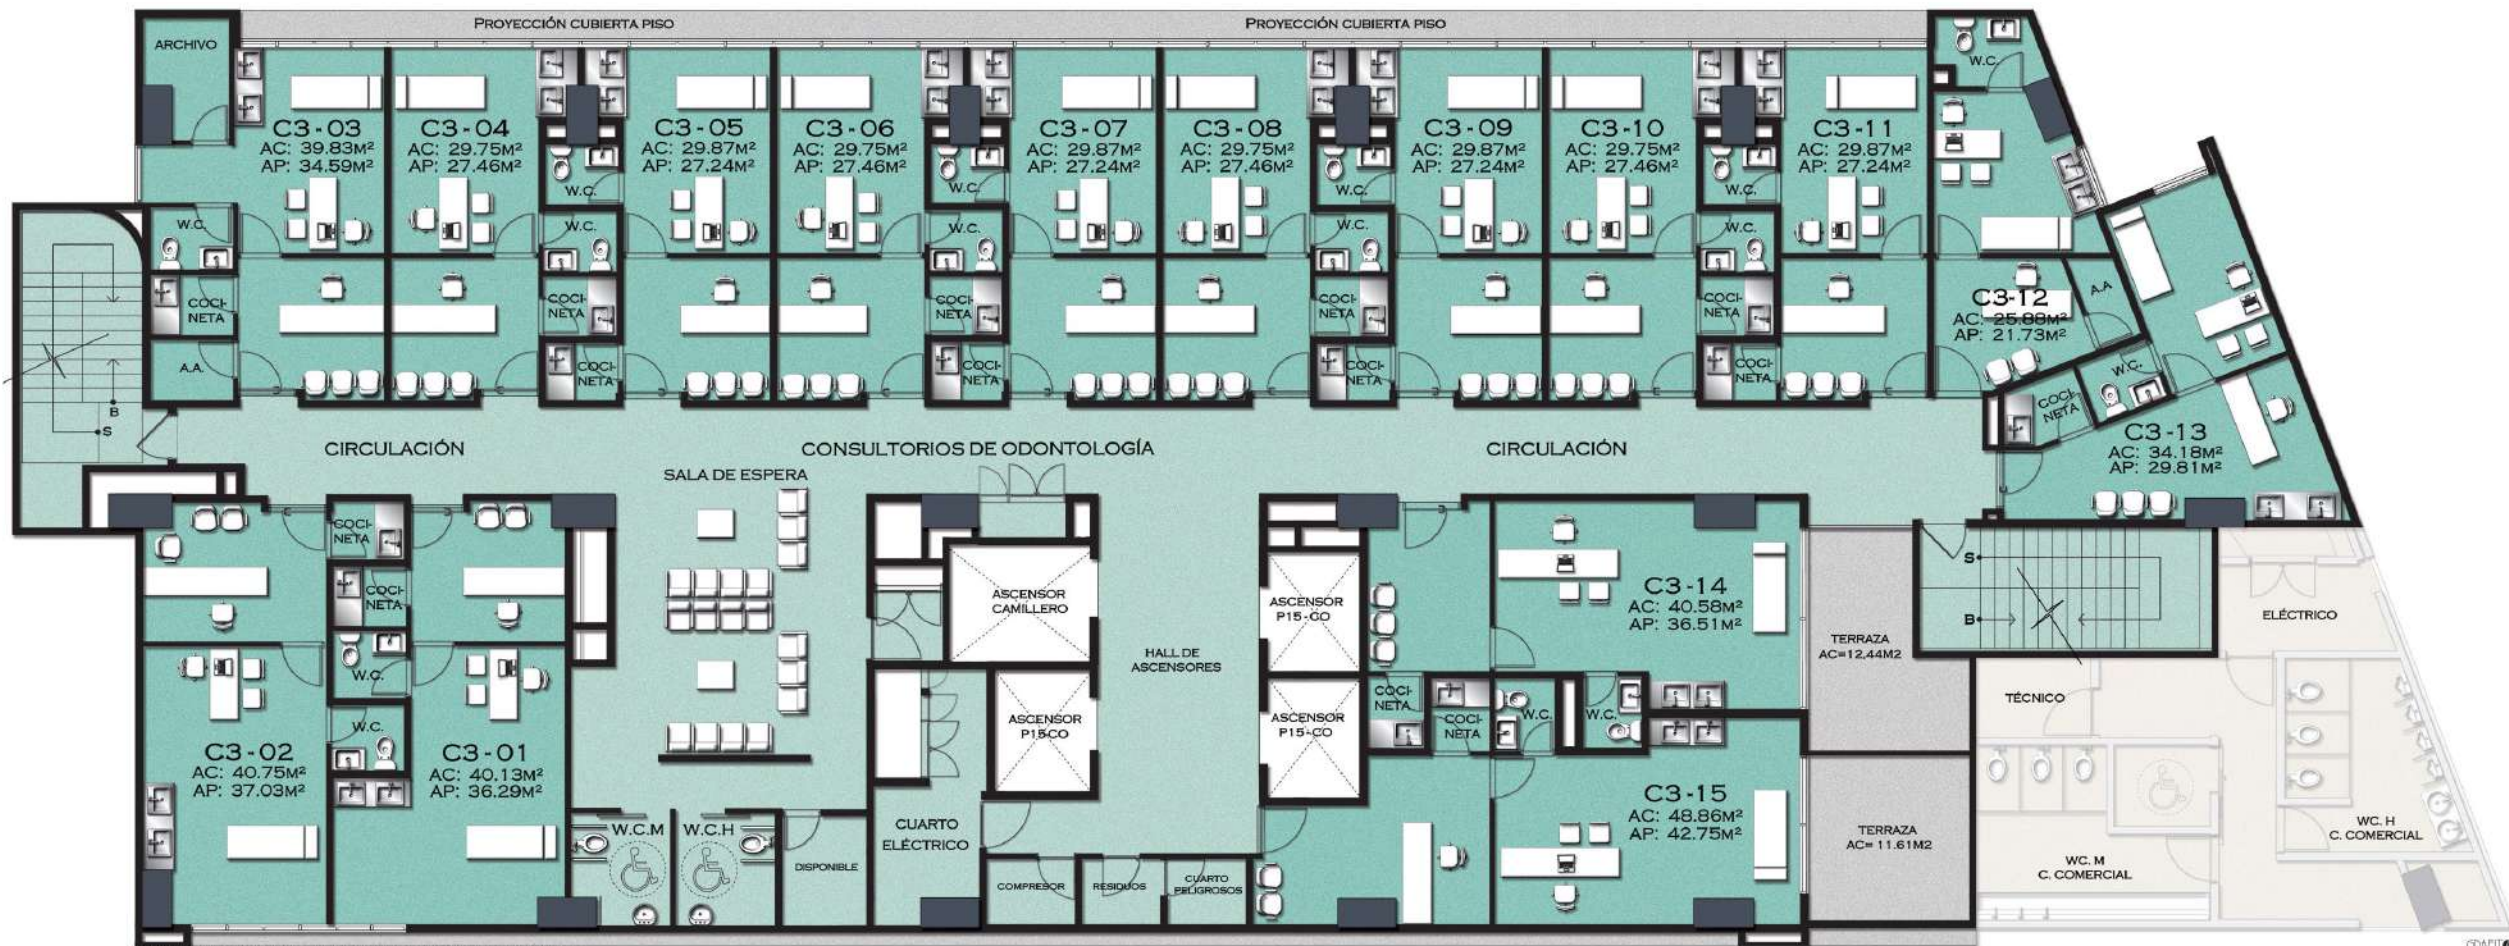 PROYECCIÓN CUBIERTA PISO
PROYECCIÓN CUBIERTA PISO
ARCHIVO
W.C.
C3-03
AC: 39.83M²
AP: 34.59M²
C3-04
AC: 29.75M²
AP: 27.46M²
C3-05
AC: 29.87M²
AP: 27.24M²
C3-06
AC: 29.75M²
AP: 27.46M²
C3-07
AC: 29.87M²
AP: 27.24M²
C3-08
AC: 29.75M²
AP: 27.46M²
C3-09
AC: 29.87M²
AP: 27.24M²
C3-10
AC: 29.75M²
AP: 27.46M²
C3-11
AC: 29.87M²
AP: 27.24M²
W.C.
W.C.
W.C.
W.C.
W.C.
W.C.
W.C.
W.C.
W.C.
COCI-
NETA
COCI-
NETA
COCI-
NETA
COCI-
NETA
COCI-
NETA
A.A.
COCI-
NETA
COCI-
NETA
COCI-
NETA
COCI-
NETA
C3-12
AC: 25.88M²
AP: 21.73M²
A.A
W.C.
COCI-
NETA
C3-13
AC: 34.18M²
AP: 29.81M²
B
S
CIRCULACIÓN
CONSULTORIOS DE ODONTOLOGÍA
CIRCULACIÓN
SALA DE ESPERA
COCI-
NETA
COCI-
NETA
W.C.
W.C.
C3-02
AC: 40.75M²
AP: 37.03M²
C3-01
AC: 40.13M²
AP: 36.29M²
ASCENSOR
CAMILLERO
ASCENSOR
P15-CO
HALL DE
ASCENSORES
ASCENSOR
P15-CO
ASCENSOR
P15-CO
C3-14
AC: 40.58M²
AP: 36.51M²
COCI-
NETA
COCI-
NETA
W.C.
W.C.
C3-15
AC: 48.86M²
AP: 42.75M²
TERRAZA
AC=12.44M2
TERRAZA
AC= 11.61M2
S
B
ELÉCTRICO
TÉCNICO
WC. H
C. COMERCIAL
WC. M
C. COMERCIAL
W.C.M
W.C.H
DISPONIBLE
CUARTO
ELÉCTRICO
COMPRESOR
RESIDUOS
CUARTO
PELIGROSOS